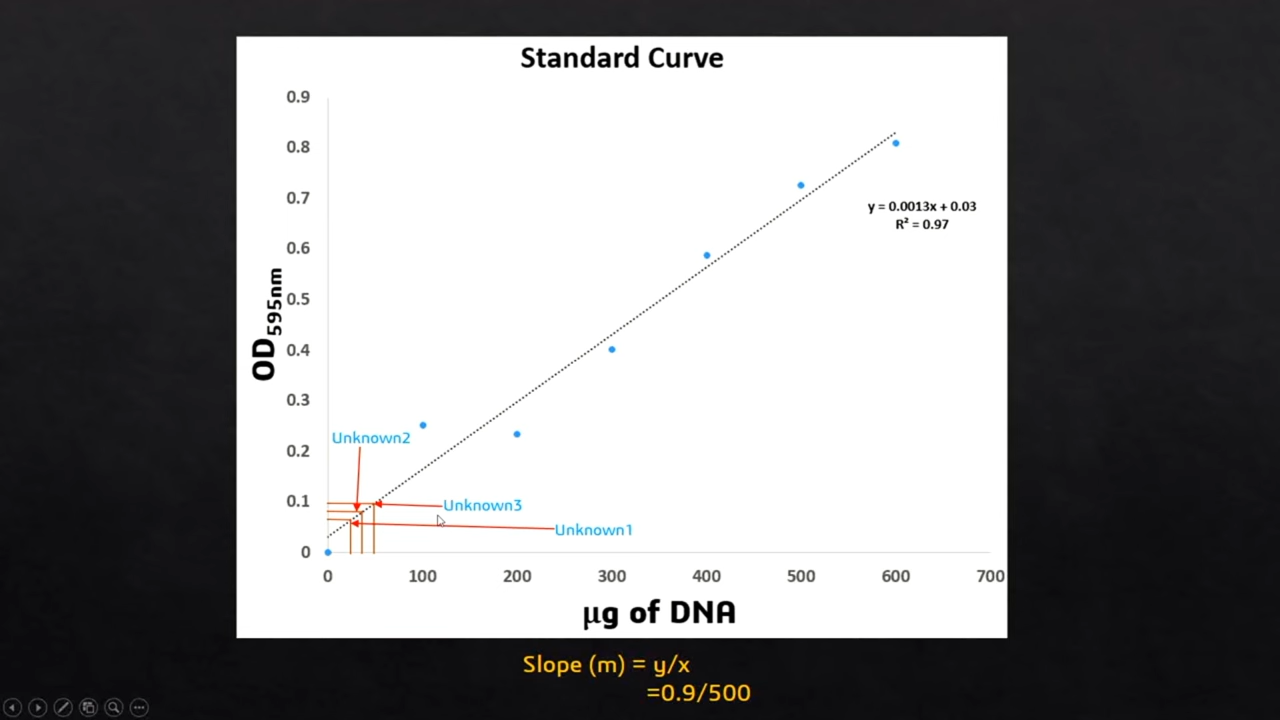 Standard Curve
0.9
0.8
0.7
0.6
0.5
0.4
0.3
0.2
0.1
0
OD595nm
y = 0.0013x + 0.03
R² = 0.97
Unknown2
Unknown3
Unknown1
0 100 200 300 400 500 600 700
µg of DNA
Slope (m) = y/x
=0.9/500